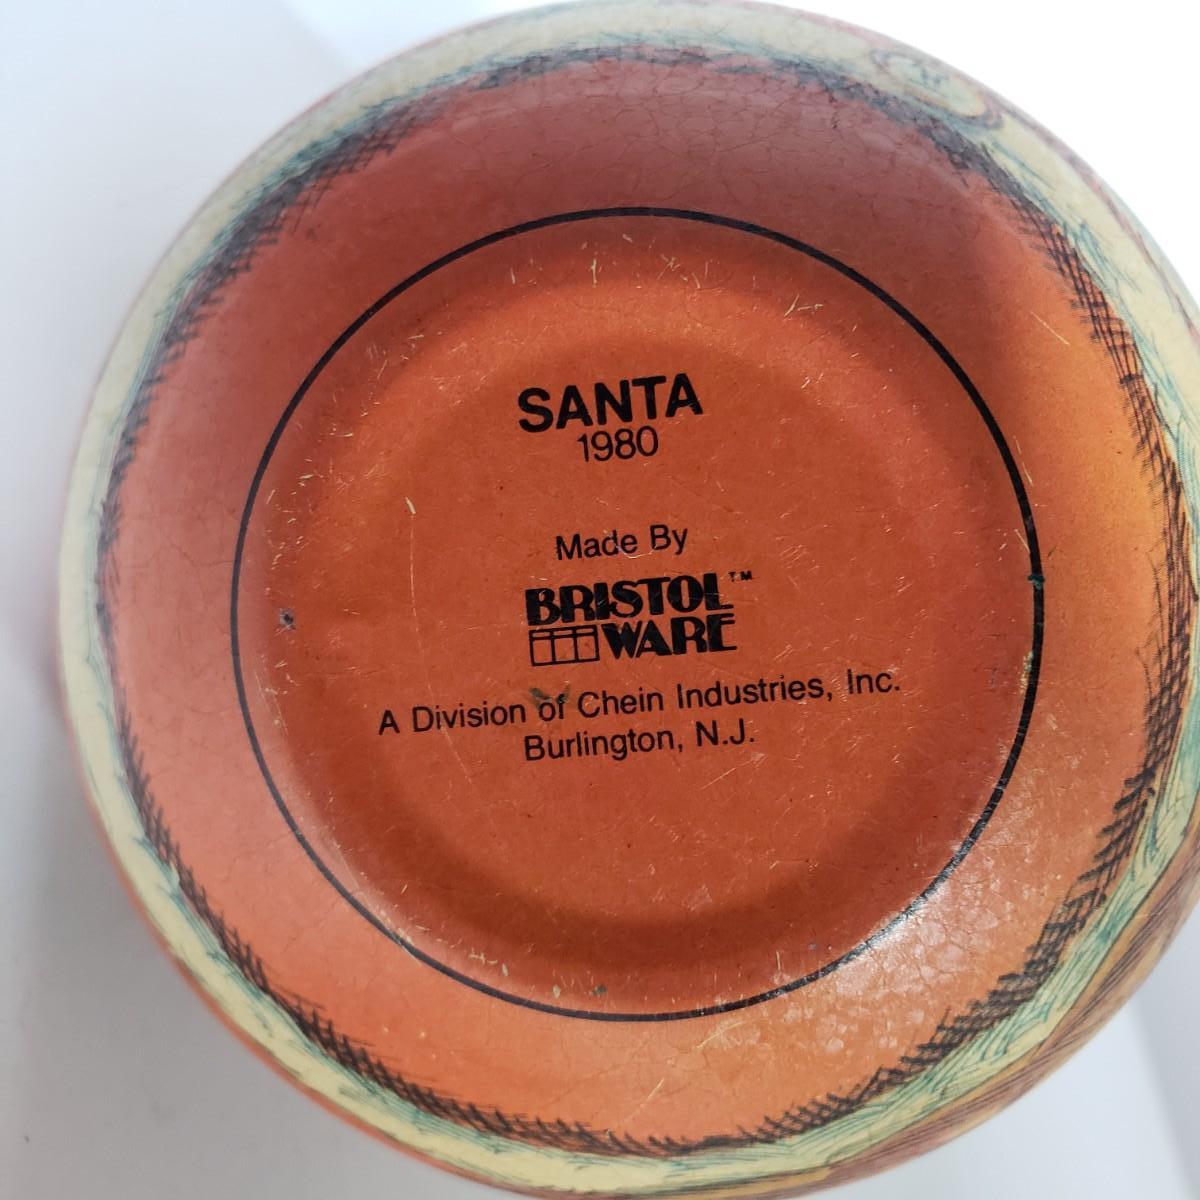 SANTA
1980
Made By
BRISTOL™
WARE
A Division of Chein Industries, Inc.
Burlington, N.J.